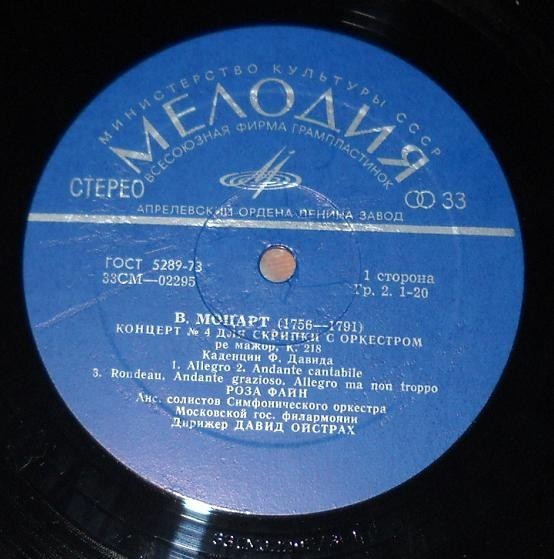 МИНИСТЕРСТВО КУЛЬТУРЫ СССР
МЕЛОДИЯ
ВСЕСОЮЗНАЯ ФИРМА ГРАМПЛАСТИНОК
СТЕРЕО
33
АПРЕЛЕВСКИЙ ОРДЕНА ЛЕНИНА ЗАВОД
ГОСТ 5289-73
33СМ—02295
1 сторона
Гр. 2. 1-20
В. МОЦАРТ (1756—1791)
КОНЦЕРТ № 4 ДЛЯ СКРИПКИ С ОРКЕСТРОМ
ре мажор, К. 218
Каденции Ф. Давида
1. Allegro 2. Andante cantabile
3. Rondeau. Andante grazioso. Allegro ma non troppo
РОЗА ФАЙН
Анс. солистов Симфонического оркестра
Московской гос. филармонии
Дирижер ДАВИД ОЙСТРАХ